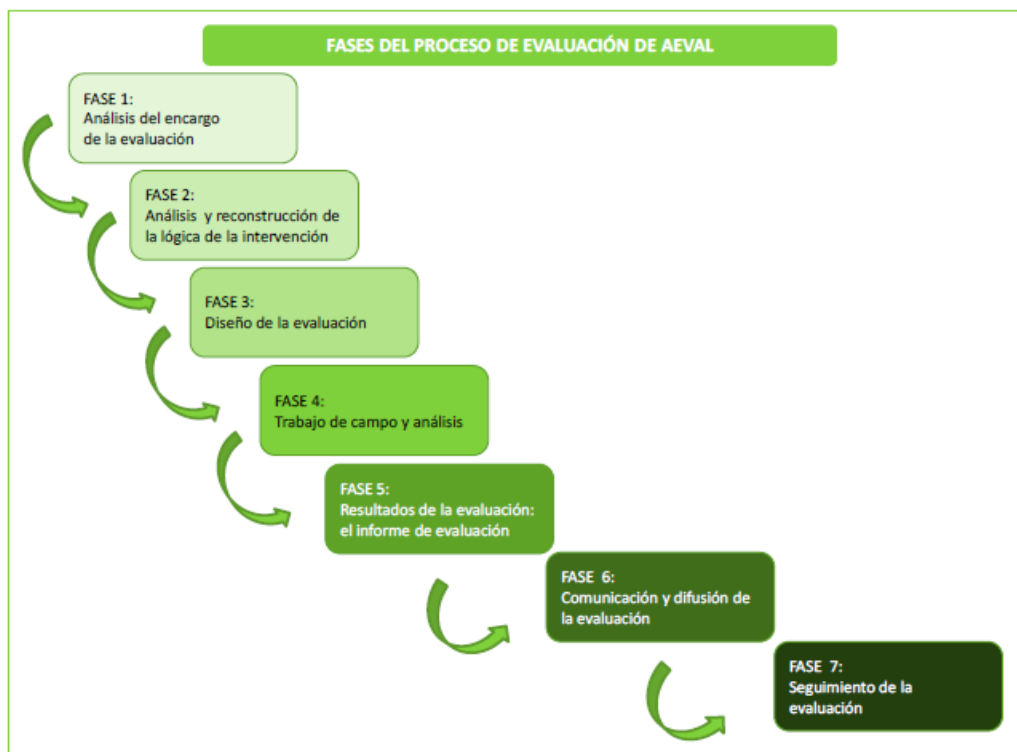 FASES DEL PROCESO DE EVALUACIÓN DE AEVAL
FASE 1:
Análisis del encargo
de la evaluación
FASE 2:
Análisis y reconstrucción de
la lógica de la intervención
FASE 3:
Diseño de la evaluación
FASE 4:
Trabajo de campo y análisis
FASE 5:
Resultados de la evaluación:
el informe de evaluación
FASE 6:
Comunicación y difusión de
la evaluación
FASE 7:
Seguimiento de la
evaluación